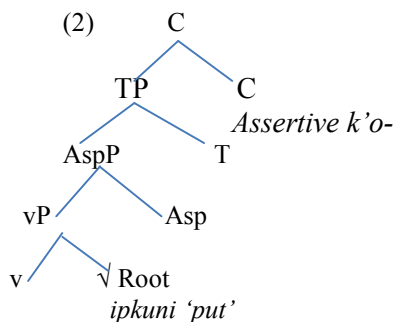 (2) C
TP C
Assertive k’o-
AspP T
vP Asp
v √ Root
ipkuni ‘put’